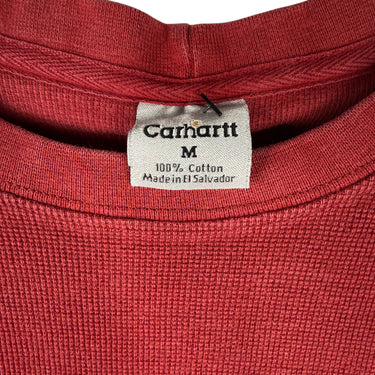 Carhartt
M
100% Cotton
Made in El Salvador